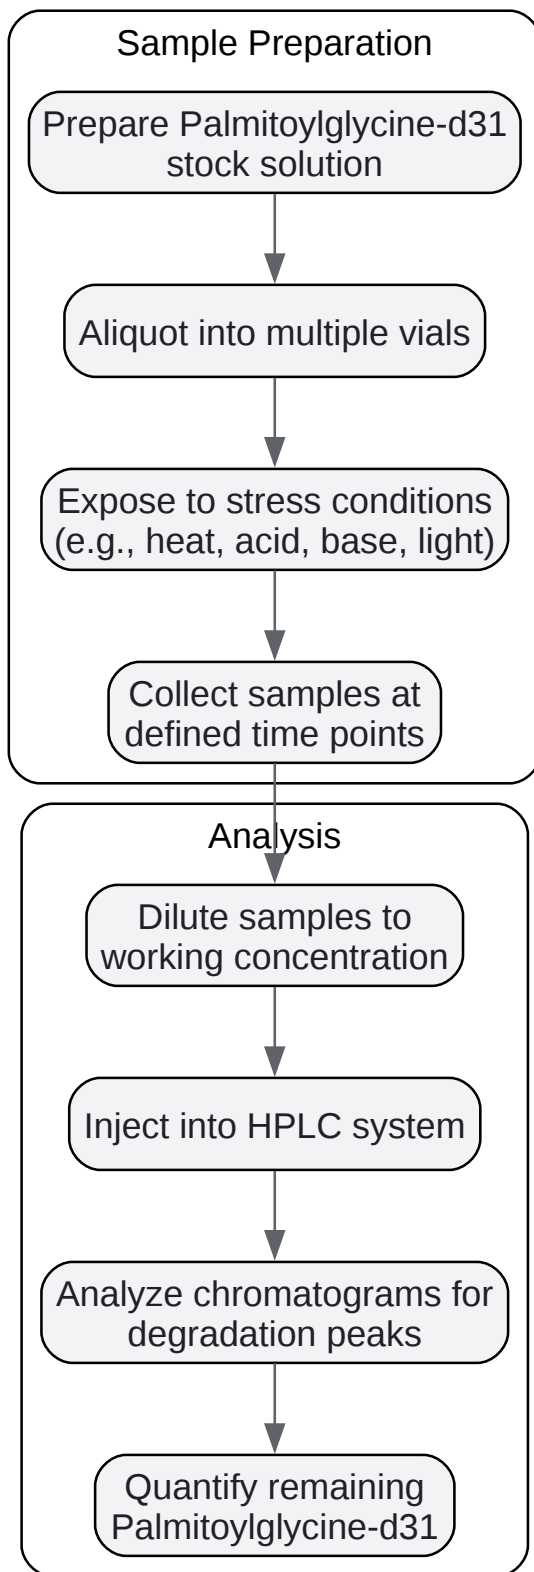 Sample Preparation
Prepare Palmitoylglycine-d31
stock solution
Aliquot into multiple vials
Expose to stress conditions
(e.g., heat, acid, base, light)
Collect samples at
defined time points
Analysis
Dilute samples to
working concentration
Inject into HPLC system
Analyze chromatograms for
degradation peaks
Quantify remaining
Palmitoylglycine-d31